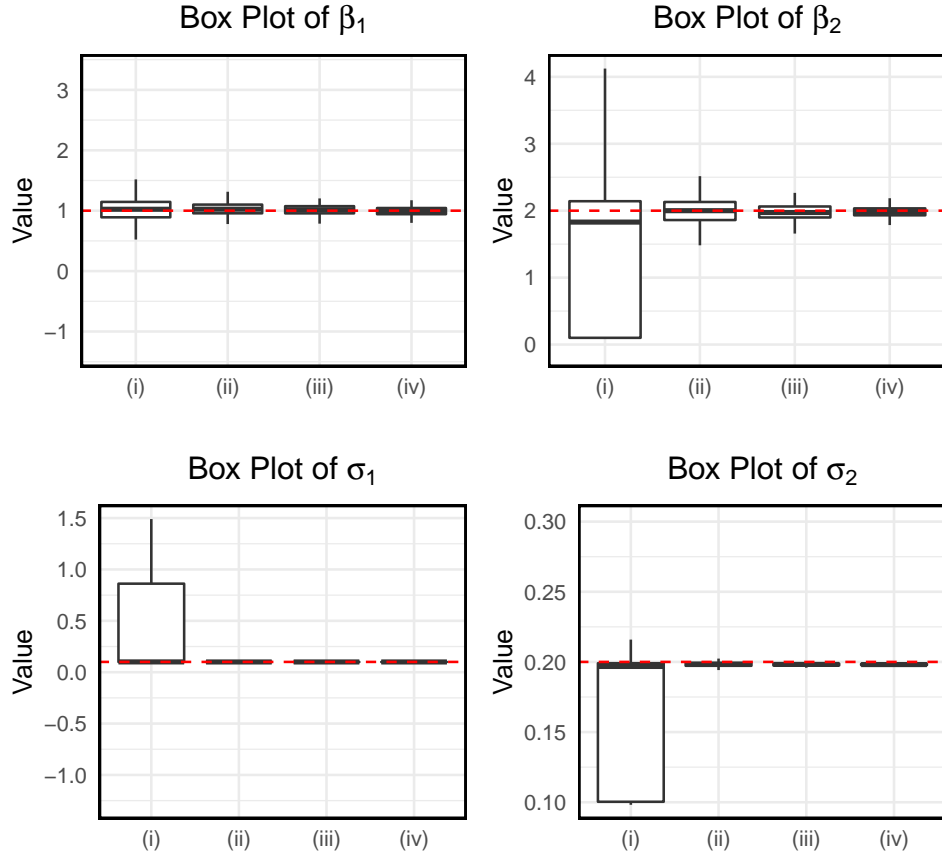 Box Plot of β₁
Value
3
2
1
0
−1
(i) (ii) (iii) (iv)
Box Plot of β₂
4
3
2
1
0
(i) (ii) (iii) (iv)
Box Plot of σ₁
Value
1.5
1.0
0.5
0.0
−0.5
−1.0
(i) (ii) (iii) (iv)
Box Plot of σ₂
Value
0.30
0.25
0.20
0.15
0.10
(i) (ii) (iii) (iv)